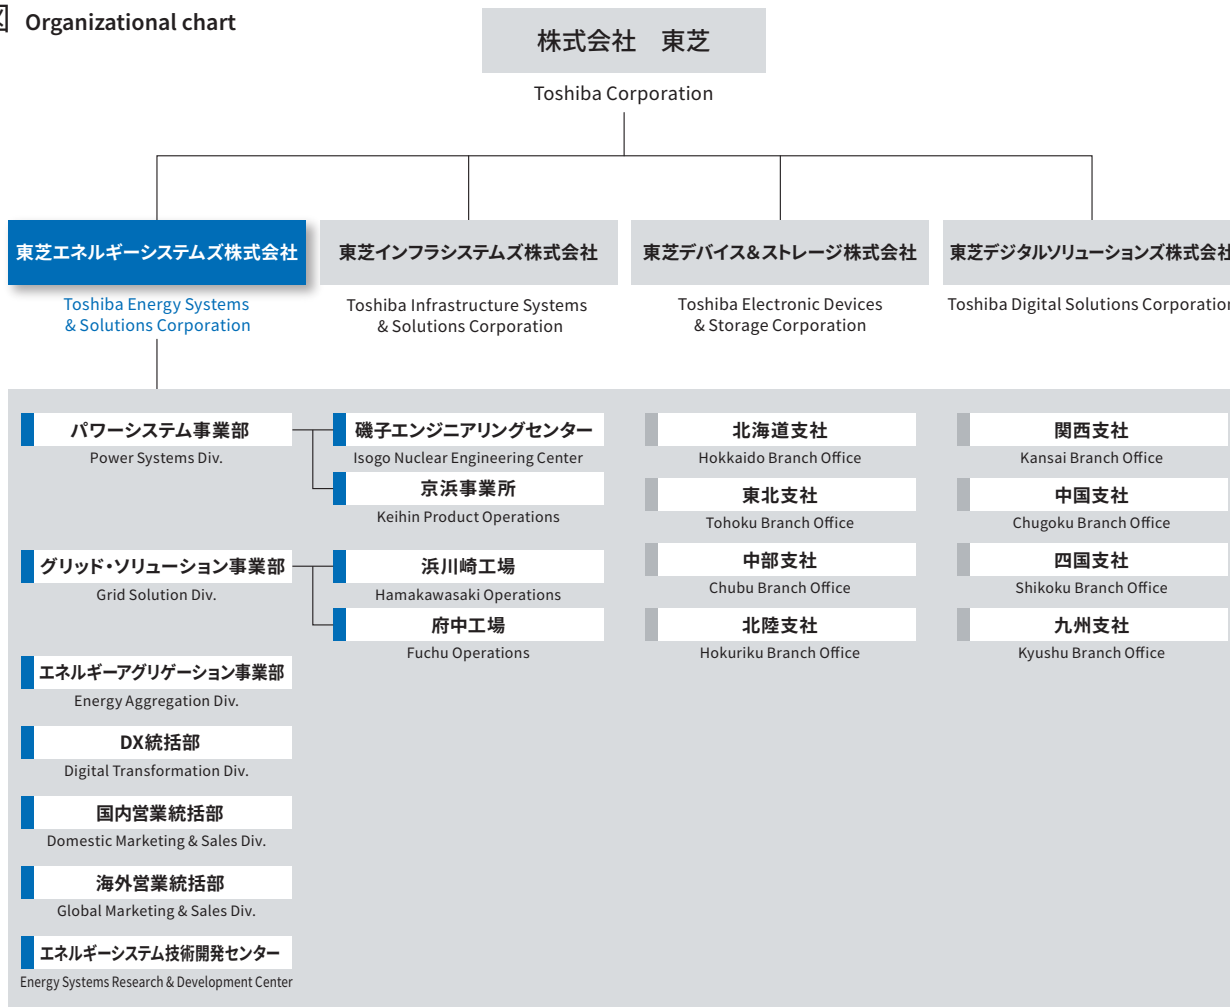 図 Organizational chart
株式会社 東芝
Toshiba Corporation
東芝エネルギーシステムズ株式会社
Toshiba Energy Systems
& Solutions Corporation
東芝インフラシステムズ株式会社
Toshiba Infrastructure Systems
& Solutions Corporation
東芝デバイス&ストレージ株式会社
Toshiba Electronic Devices
& Storage Corporation
東芝デジタルソリューションズ株式会社
Toshiba Digital Solutions Corporation
パワーシステム事業部
Power Systems Div.
磯子エンジニアリングセンター
Isogo Nuclear Engineering Center
京浜事業所
Keihin Product Operations
グリッド・ソリューション事業部
Grid Solution Div.
浜川崎工場
Hamakawasaki Operations
府中工場
Fuchu Operations
エネルギーアグリゲーション事業部
Energy Aggregation Div.
DX統括部
Digital Transformation Div.
国内営業統括部
Domestic Marketing & Sales Div.
海外営業統括部
Global Marketing & Sales Div.
エネルギーシステム技術開発センター
Energy Systems Research & Development Center
北海道支社
Hokkaido Branch Office
東北支社
Tohoku Branch Office
中部支社
Chubu Branch Office
北陸支社
Hokuriku Branch Office
関西支社
Kansai Branch Office
中国支社
Chugoku Branch Office
四国支社
Shikoku Branch Office
九州支社
Kyushu Branch Office